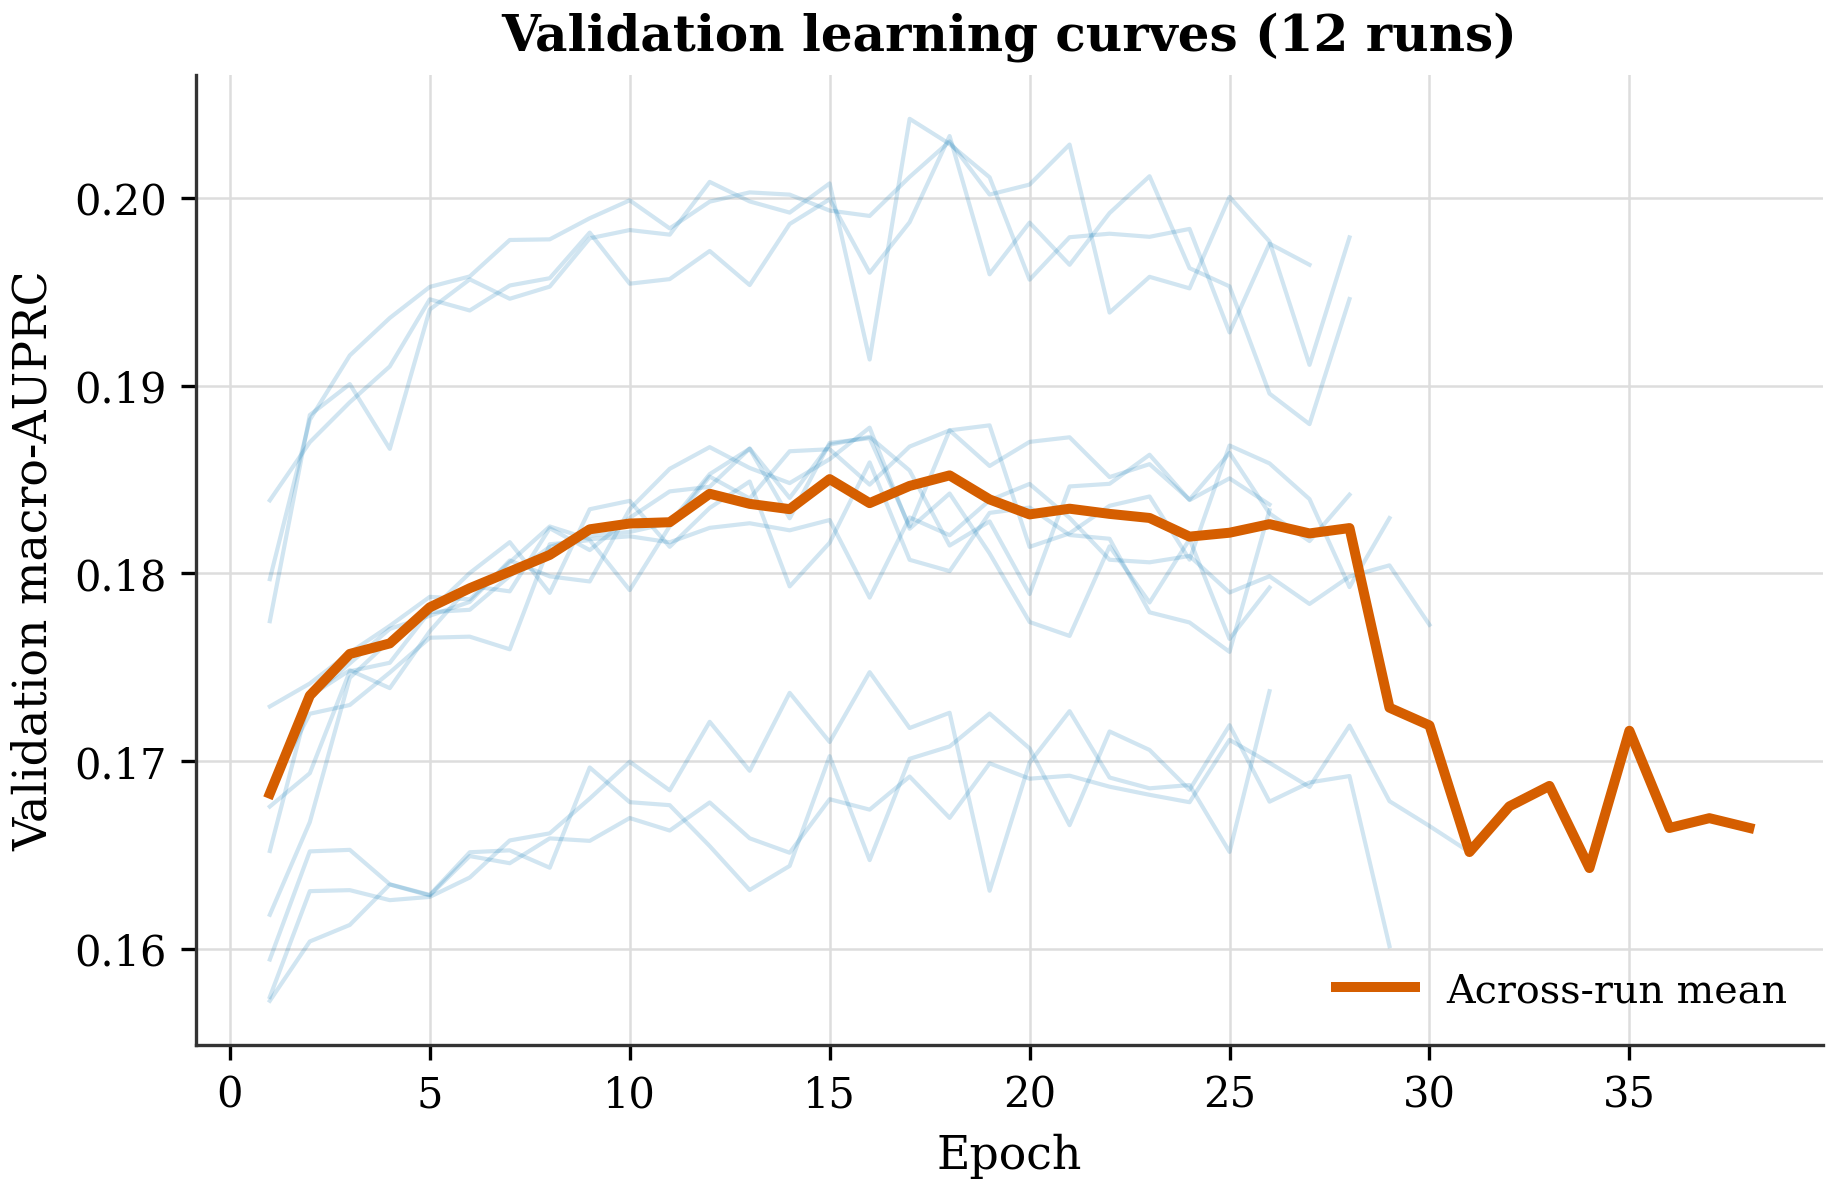 Validation learning curves (12 runs)
Validation macro-AUPRC
0.20
0.19
0.18
0.17
0.16
Across-run mean
0 5 10 15 20 25 30 35
Epoch